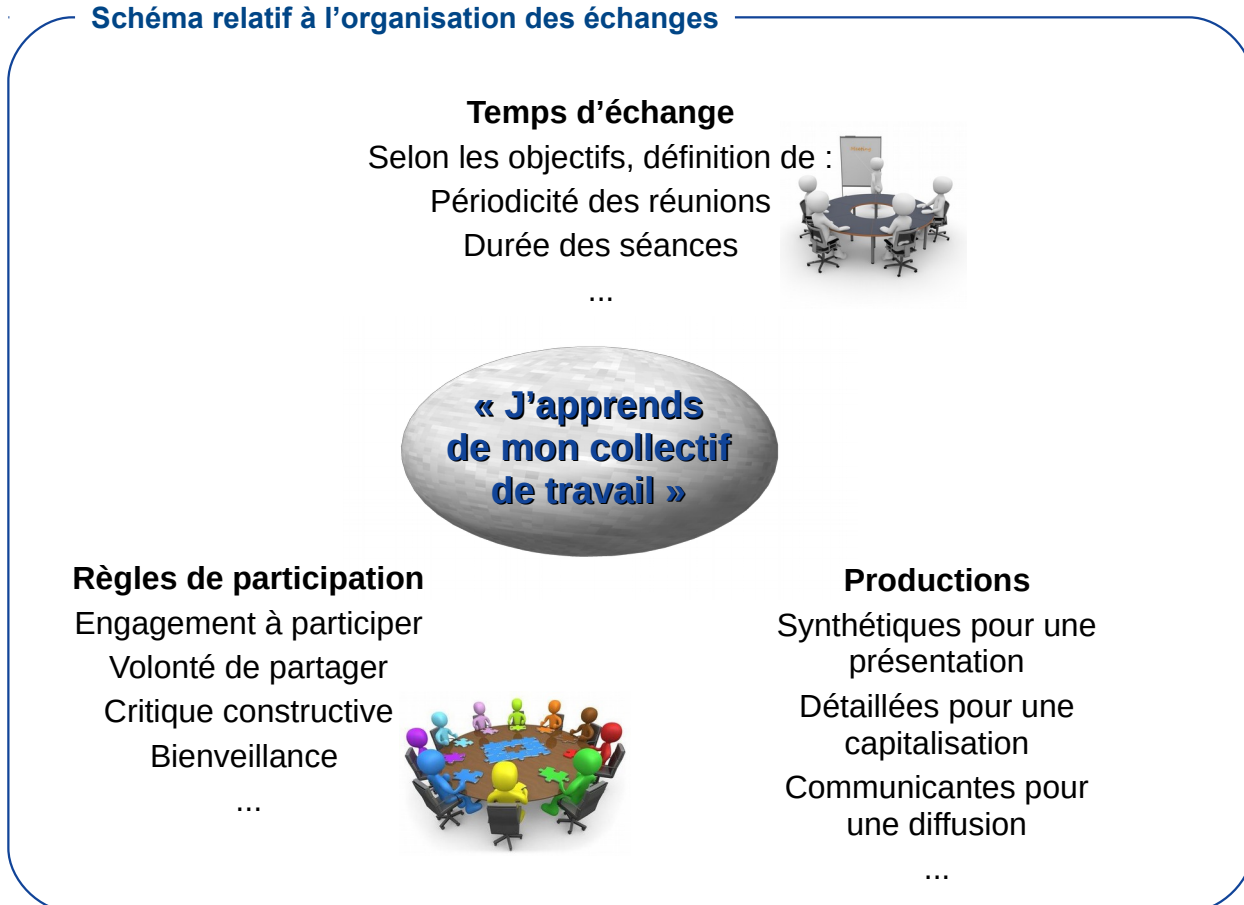 Schéma relatif à l’organisation des échanges
Temps d’échange
Selon les objectifs, définition de :
Périodicité des réunions
Durée des séances
...
« J’apprends
de mon collectif
de travail »
Règles de participation
Engagement à participer
Volonté de partager
Critique constructive
Bienveillance
...
Productions
Synthétiques pour une
présentation
Détaillées pour une
capitalisation
Communicantes pour
une diffusion
...